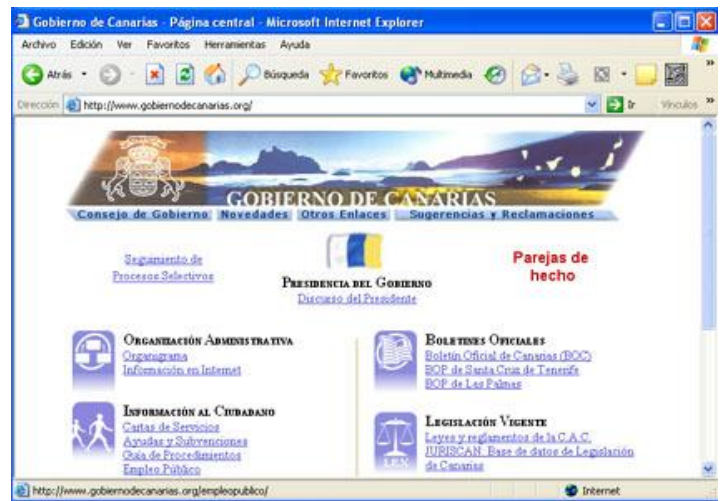 Gobierno de Canarias - Página central - Microsoft Internet Explorer
Archivo Edición Ver Favoritos Herramientas Ayuda
Atrás Búsqueda Favoritos Multimedia
Dirección http://www.gobiernodecanarias.org/ Ir Vínculos
GOBIERNO DE CANARIAS
Consejo de Gobierno Novedades Otros Enlaces Sugerencias y Reclamaciones
Seguimiento de
Procesos Selectivos
PRESIDENCIA DEL GOBIERNO
Discurso del Presidente
Parejas de
hecho
ORGANIZACIÓN ADMINISTRATIVA
Organigrama
Información en Internet
INFORMACIÓN AL CIUDADANO
Cartas de Servicios
Ayudas y Subvenciones
Guía de Procedimientos
Empleo Público
BOLETINES OFICIALES
Boletín Oficial de Canarias (BOC)
BOP de Santa Cruz de Tenerife
BOP de Las Palmas
LEGISLACIÓN VIGENTE
Leyes y reglamentos de la C.A.C.
JURISCAN. Base de datos de Legislación
de Canarias
LEX
http://www.gobiernodecanarias.org/empleopublico/ Internet